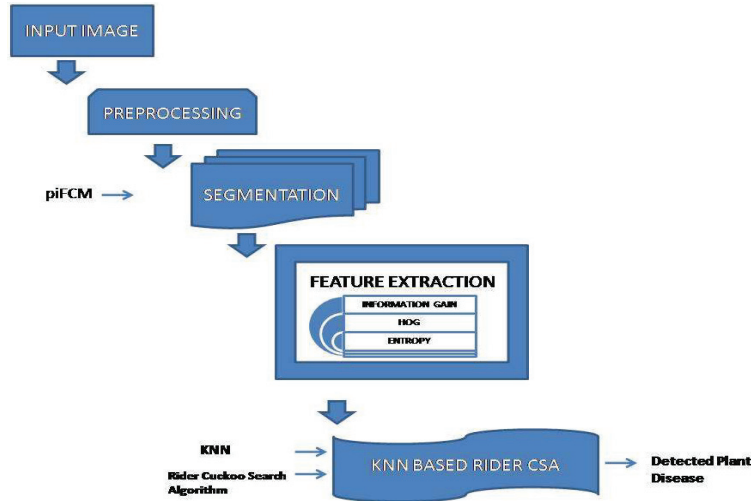 INPUT IMAGE
PREPROCESSING
piFCM
SEGMENTATION
FEATURE EXTRACTION
INFORMATION GAIN
HOG
ENTROPY
KNN
Rider Cuckoo Search
Algorithm
KNN BASED RIDER CSA
Detected Plant
Disease